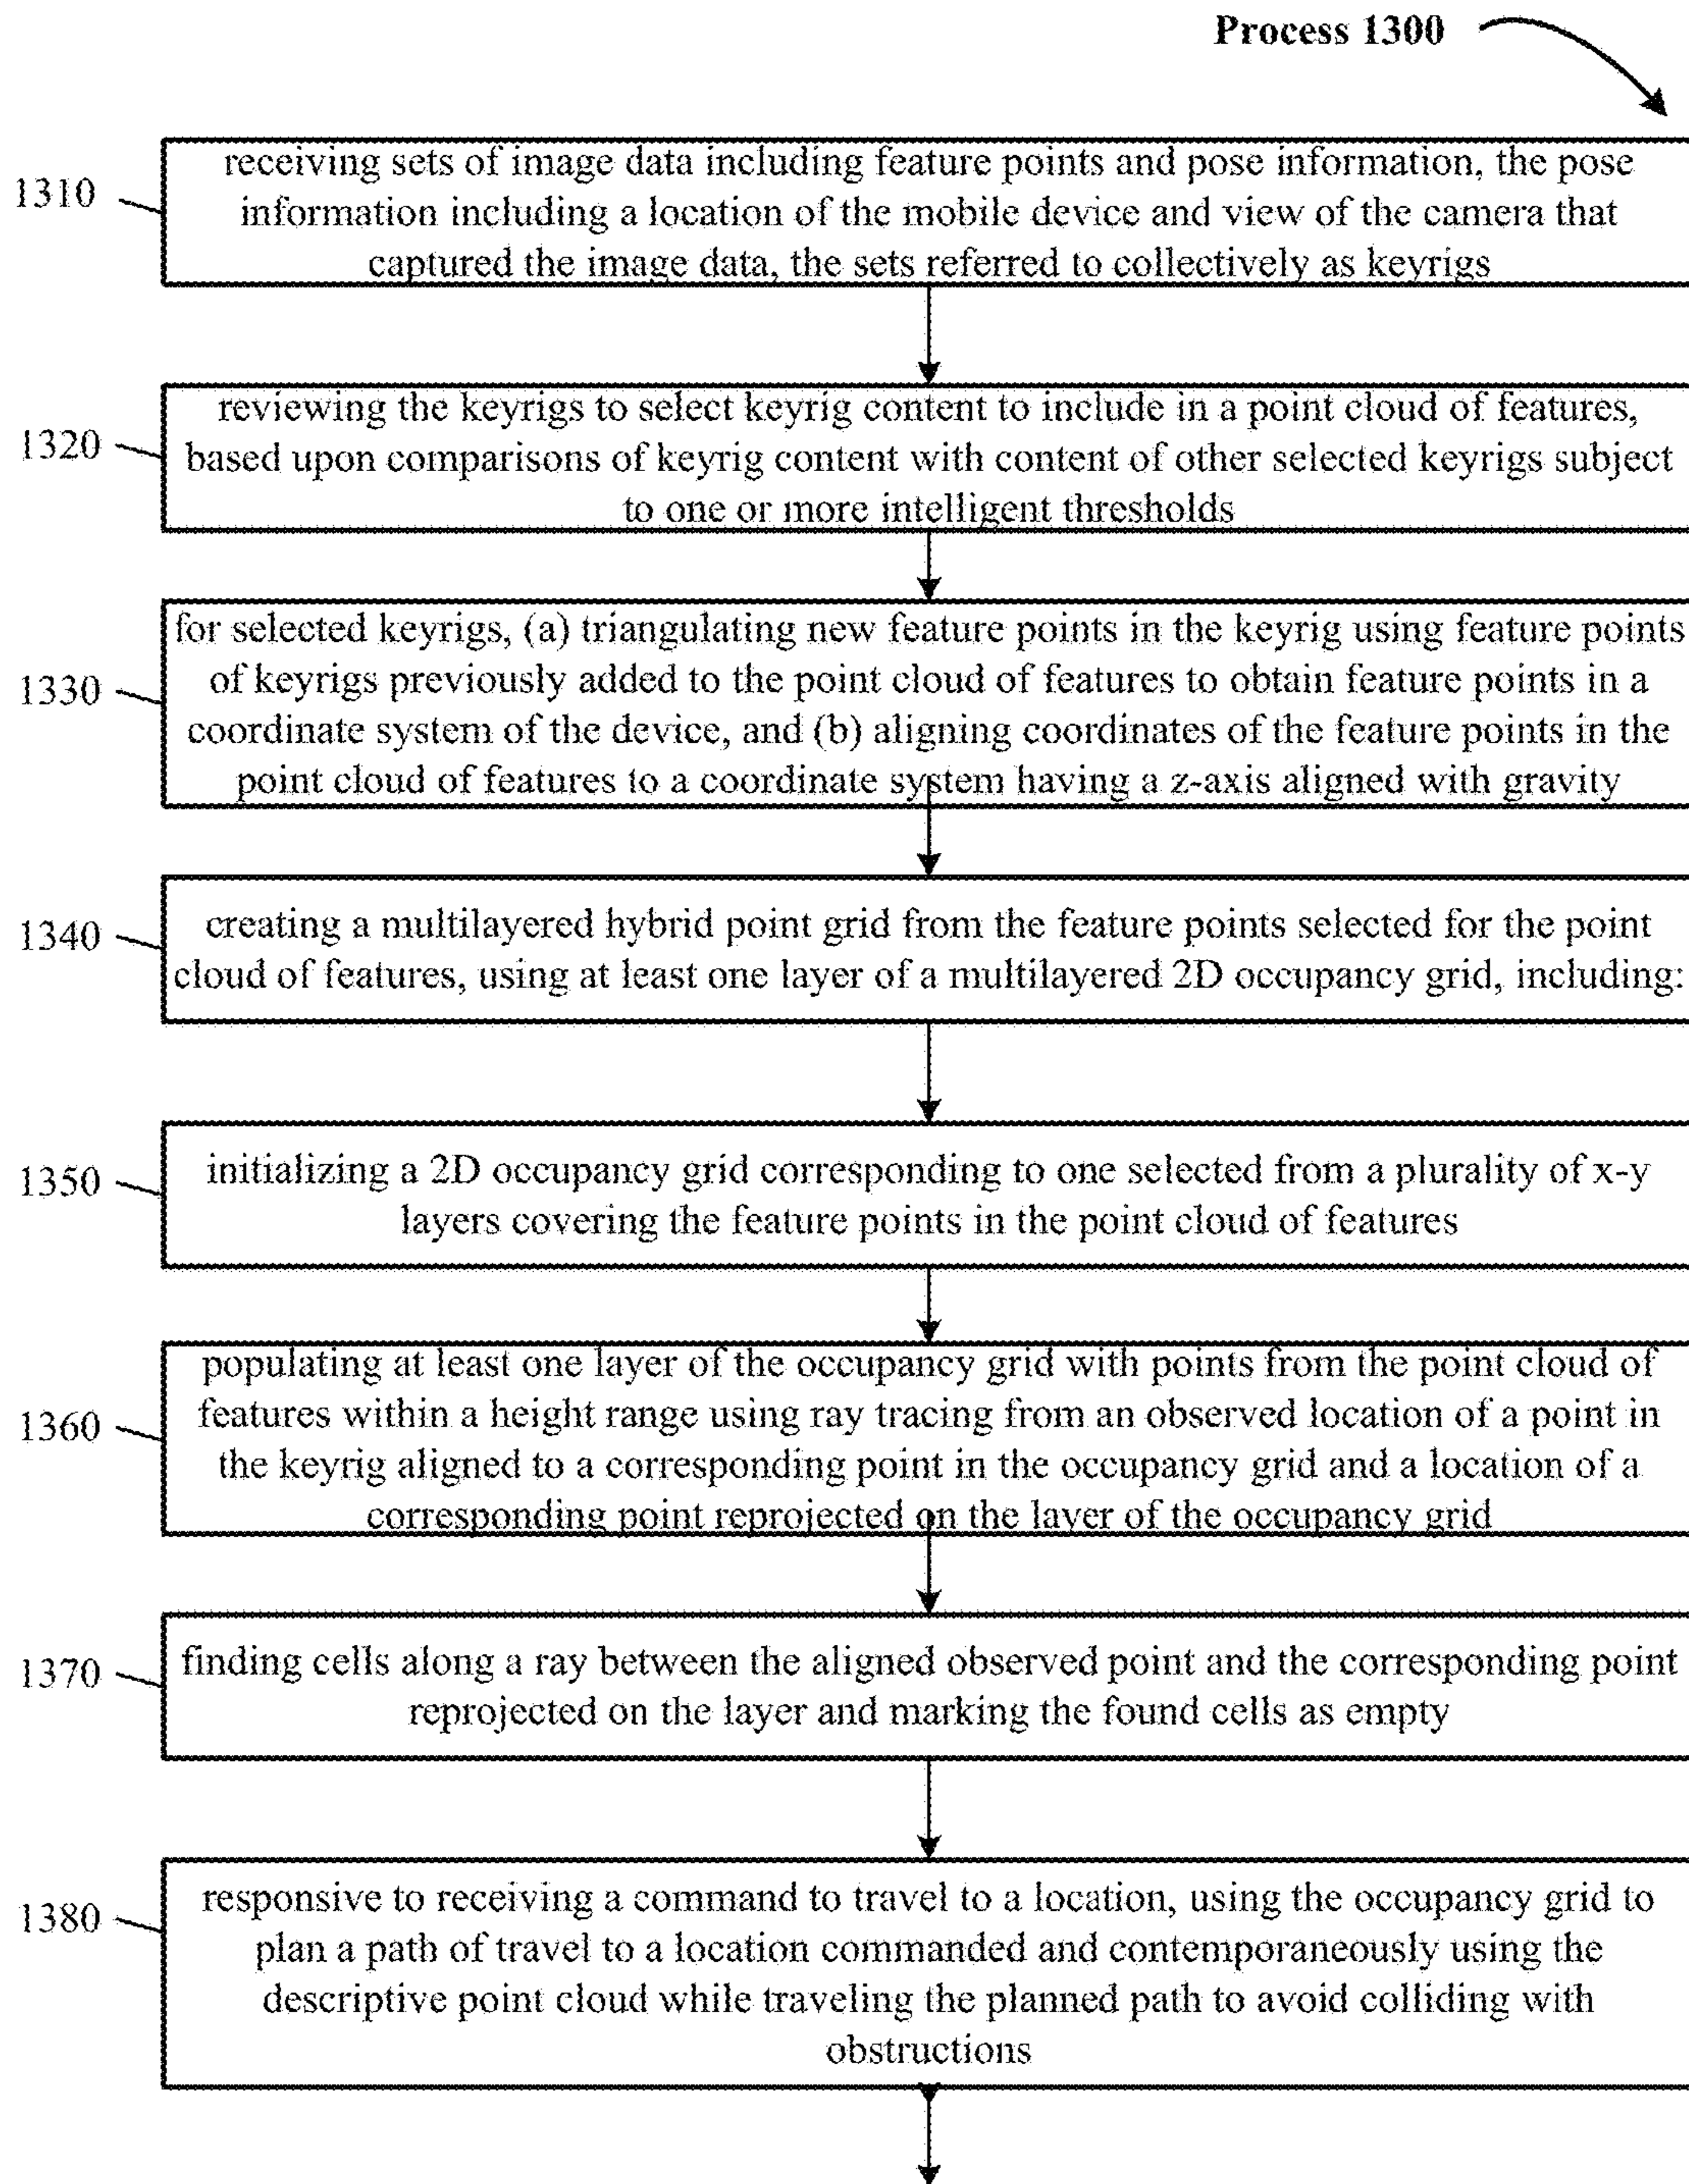 Process 1300
1310
receiving sets of image data including feature points and pose information, the pose
information including a location of the mobile device and view of the camera that
captured the image data, the sets referred to collectively as keyrigs
1320
reviewing the keyrigs to select keyrig content to include in a point cloud of features,
based upon comparisons of keyrig content with content of other selected keyrigs subject
to one or more intelligent thresholds
1330
for selected keyrigs, (a) triangulating new feature points in the keyrig using feature points
of keyrigs previously added to the point cloud of features to obtain feature points in a
coordinate system of the device, and (b) aligning coordinates of the feature points in the
point cloud of features to a coordinate system having a z-axis aligned with gravity
1340
creating a multilayered hybrid point grid from the feature points selected for the point
cloud of features, using at least one layer of a multilayered 2D occupancy grid, including:
1350
initializing a 2D occupancy grid corresponding to one selected from a plurality of x-y
layers covering the feature points in the point cloud of features
1360
populating at least one layer of the occupancy grid with points from the point cloud of
features within a height range using ray tracing from an observed location of a point in
the keyrig aligned to a corresponding point in the occupancy grid and a location of a
corresponding point reprojected on the layer of the occupancy grid
1370
finding cells along a ray between the aligned observed point and the corresponding point
reprojected on the layer and marking the found cells as empty
1380
responsive to receiving a command to travel to a location, using the occupancy grid to
plan a path of travel to a location commanded and contemporaneously using the
descriptive point cloud while traveling the planned path to avoid colliding with
obstructions